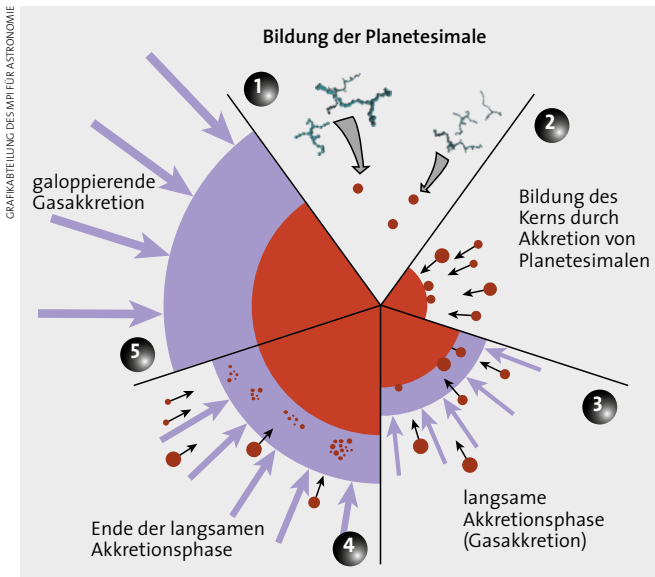 GRAFIKABTEILUNG DES MPI FÜR ASTRONOMIE
Bildung der Planetesimale
1
2
Bildung des
Kerns durch
Akkretion von
Planetesimalen
3
langsame
Akkretionsphase
(Gasakkretion)
4
Ende der langsamen
Akkretionsphase
5
galoppierende
Gasakkretion